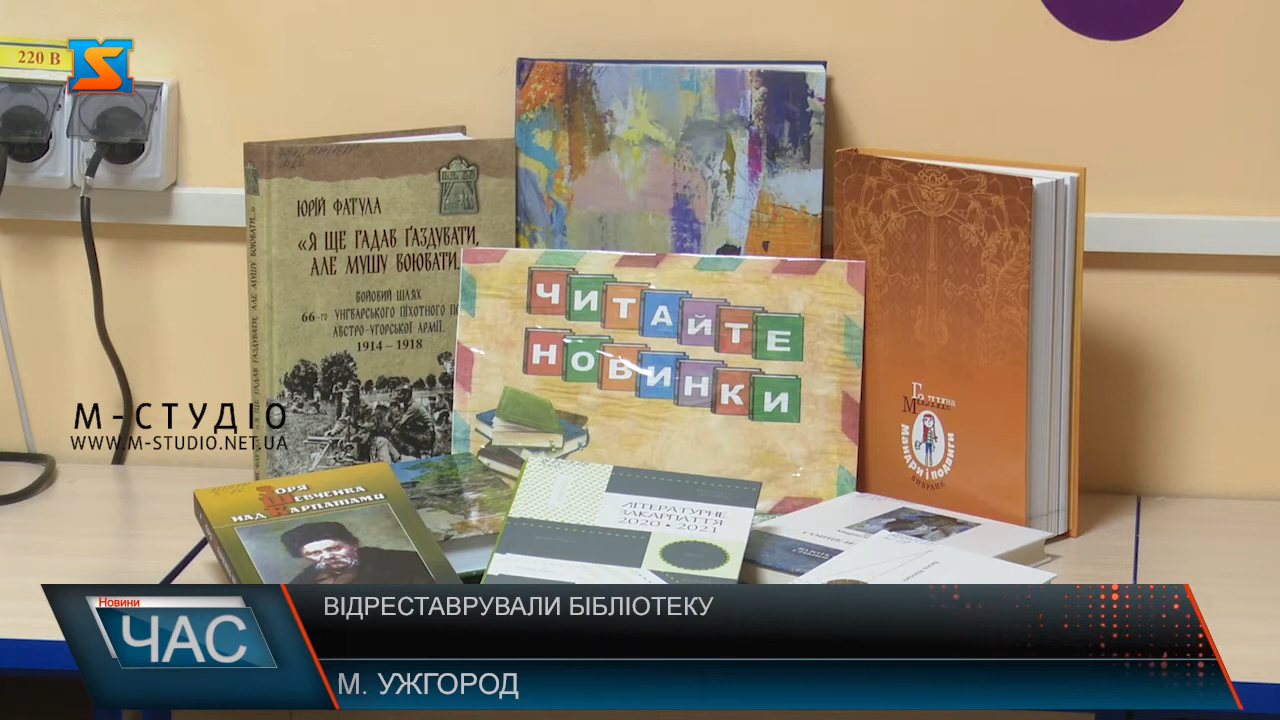 220 В
ЮРІЙ ФАТУЛА
«Я ЩЕ ГАДАВ ҐАЗДУВАТИ,
АЛЕ МУШУ ВОЮВАТИ
БОЙОВИЙ ШЛЯХ
66-го УНГВАРСЬКОГО ПІХОТНОГО
АВСТРО-УГОРСЬКОЇ АРМІЇ.
1914 – 1918
ЧИТАЙТЕ
НОВИНКИ
Галина
Малик
Мандри і подвиги
ВИБРАНЕ
М-СТУДІО
WWW.M-STUDIO.NET.UA
ЗОРЯ
ШЕВЧЕНКА
НАД КАРПАТАМИ
ЛІТЕРАТУРНЕ
ЗАКАРПАТТЯ
2020 • 2021
Новини
ЧАС
ВІДРЕСТАВРУВАЛИ БІБЛІОТЕКУ
М. УЖГОРОД